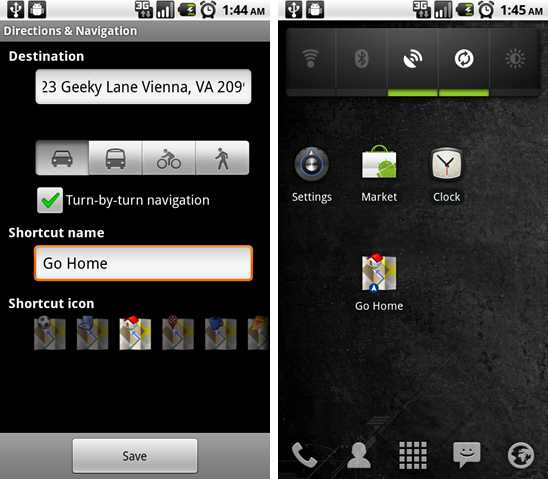 3G
1:44 AM
Directions & Navigation
Destination
23 Geeky Lane Vienna, VA 209
Turn-by-turn navigation
Shortcut name
Go Home
Shortcut icon
Save
3G
1:45 AM
Settings
Market
Clock
A
Go Home